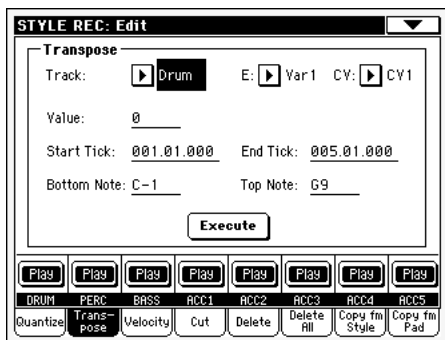 STYLE REC: Edit
Transpose
Track: Drum E: Var1 CV: CV1
Value: 0
Start Tick: 001.01.000 End Tick: 005.01.000
Bottom Note: C-1 Top Note: G9
Execute
Play Play Play Play Play Play Play Play
DRUM PERC BASS ACC1 ACC2 ACC3 ACC4 ACC5
Quantize Trans-pose Velocity Cut Delete Delete All Copy fm Style Copy fm Pad